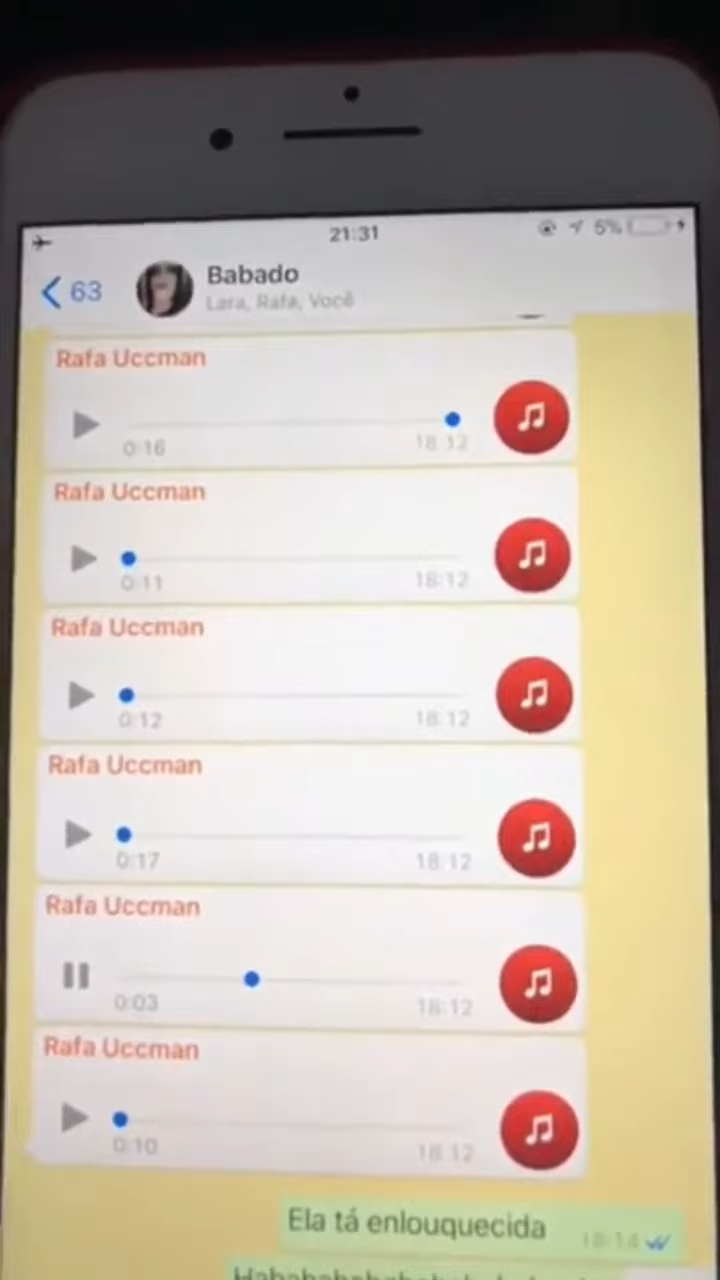 21:31
5%
63
Babado
Lara, Rafa, Você
Rafa Uccman
0:16
18:12
Rafa Uccman
0:11
18:12
Rafa Uccman
0:12
18:12
Rafa Uccman
0:17
18:12
Rafa Uccman
0:03
18:12
Rafa Uccman
0:10
18:12
Ela tá enlouquecida
18:14